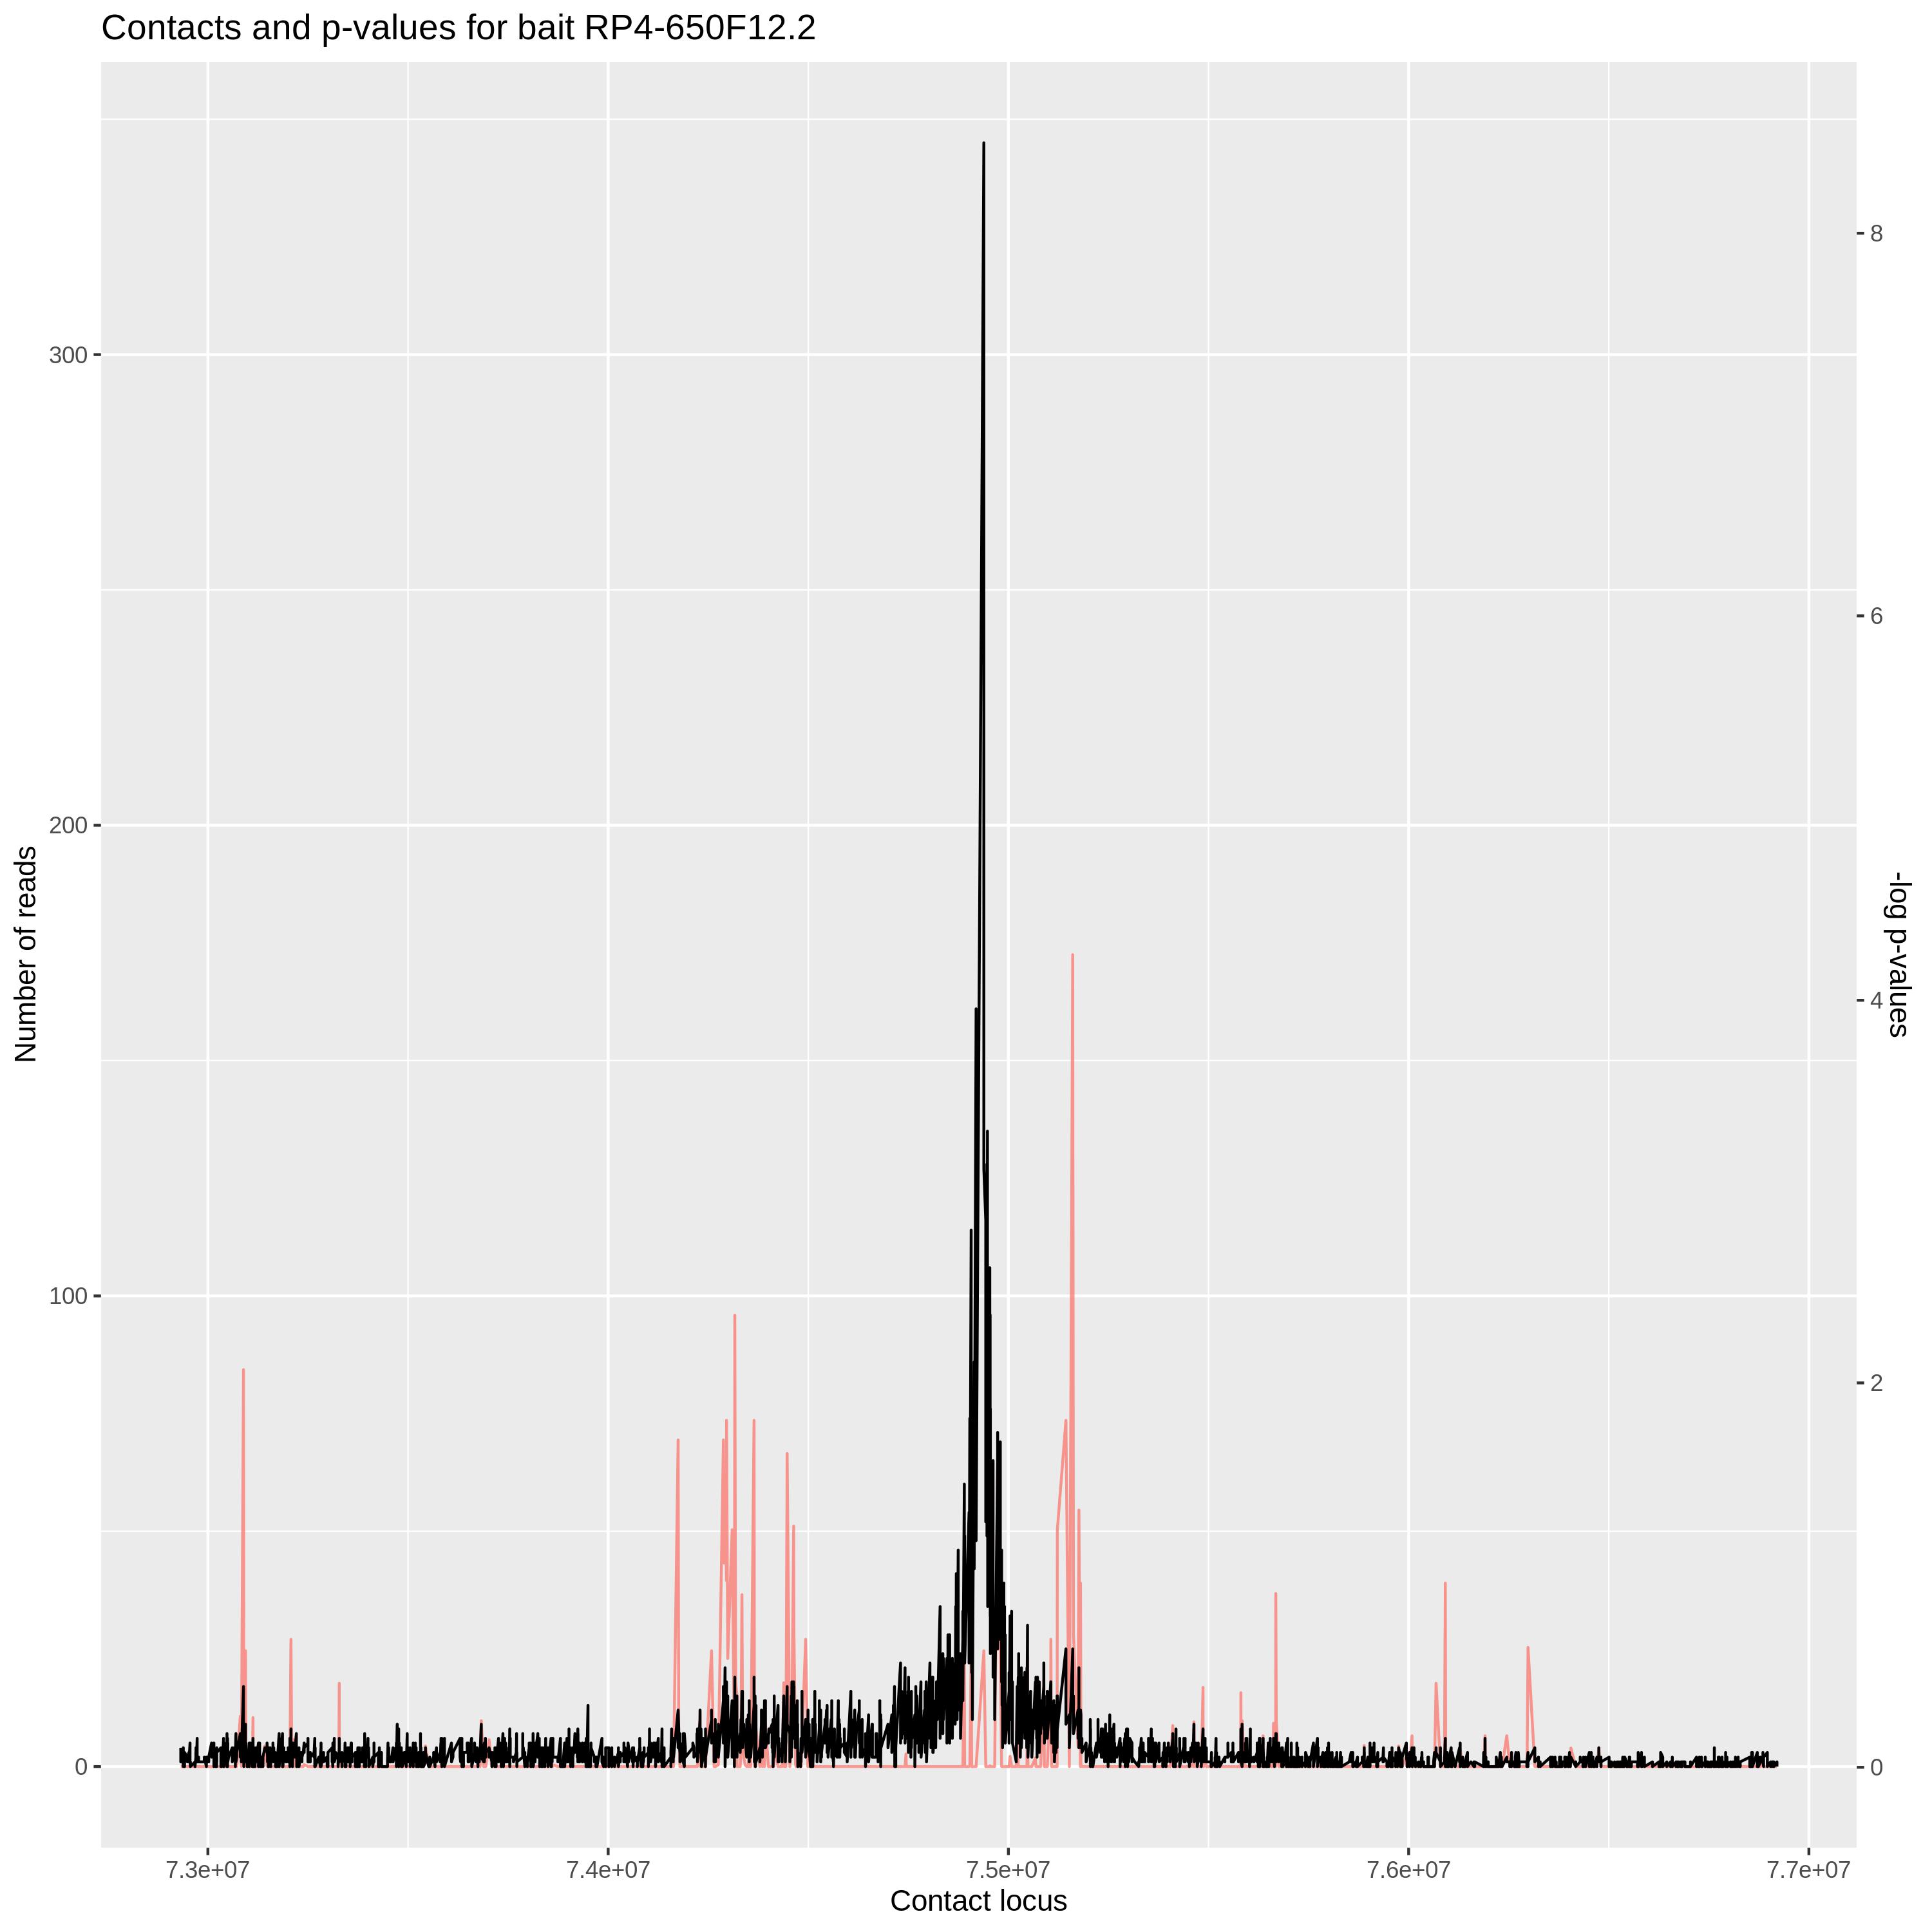 Contacts and p-values for bait RP4-650F12.2
300
200
100
0
Number of reads
8
6
4
2
0
-log p-values
7.3e+07
7.4e+07
7.5e+07
7.6e+07
7.7e+07
Contact locus